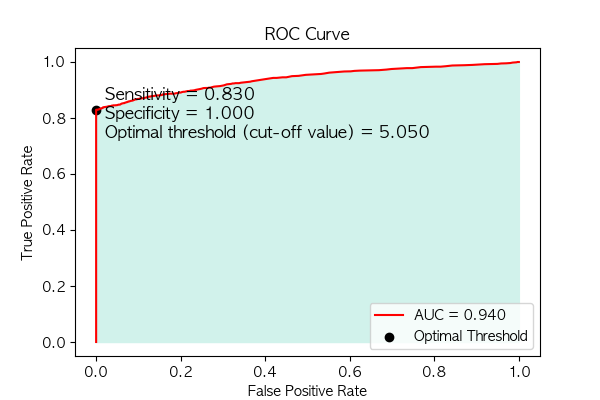 ROC Curve
1.0
0.8
0.6
0.4
0.2
0.0
True Positive Rate
Sensitivity = 0.830
Specificity = 1.000
Optimal threshold (cut-off value) = 5.050
AUC = 0.940
Optimal Threshold
0.0 0.2 0.4 0.6 0.8 1.0
False Positive Rate